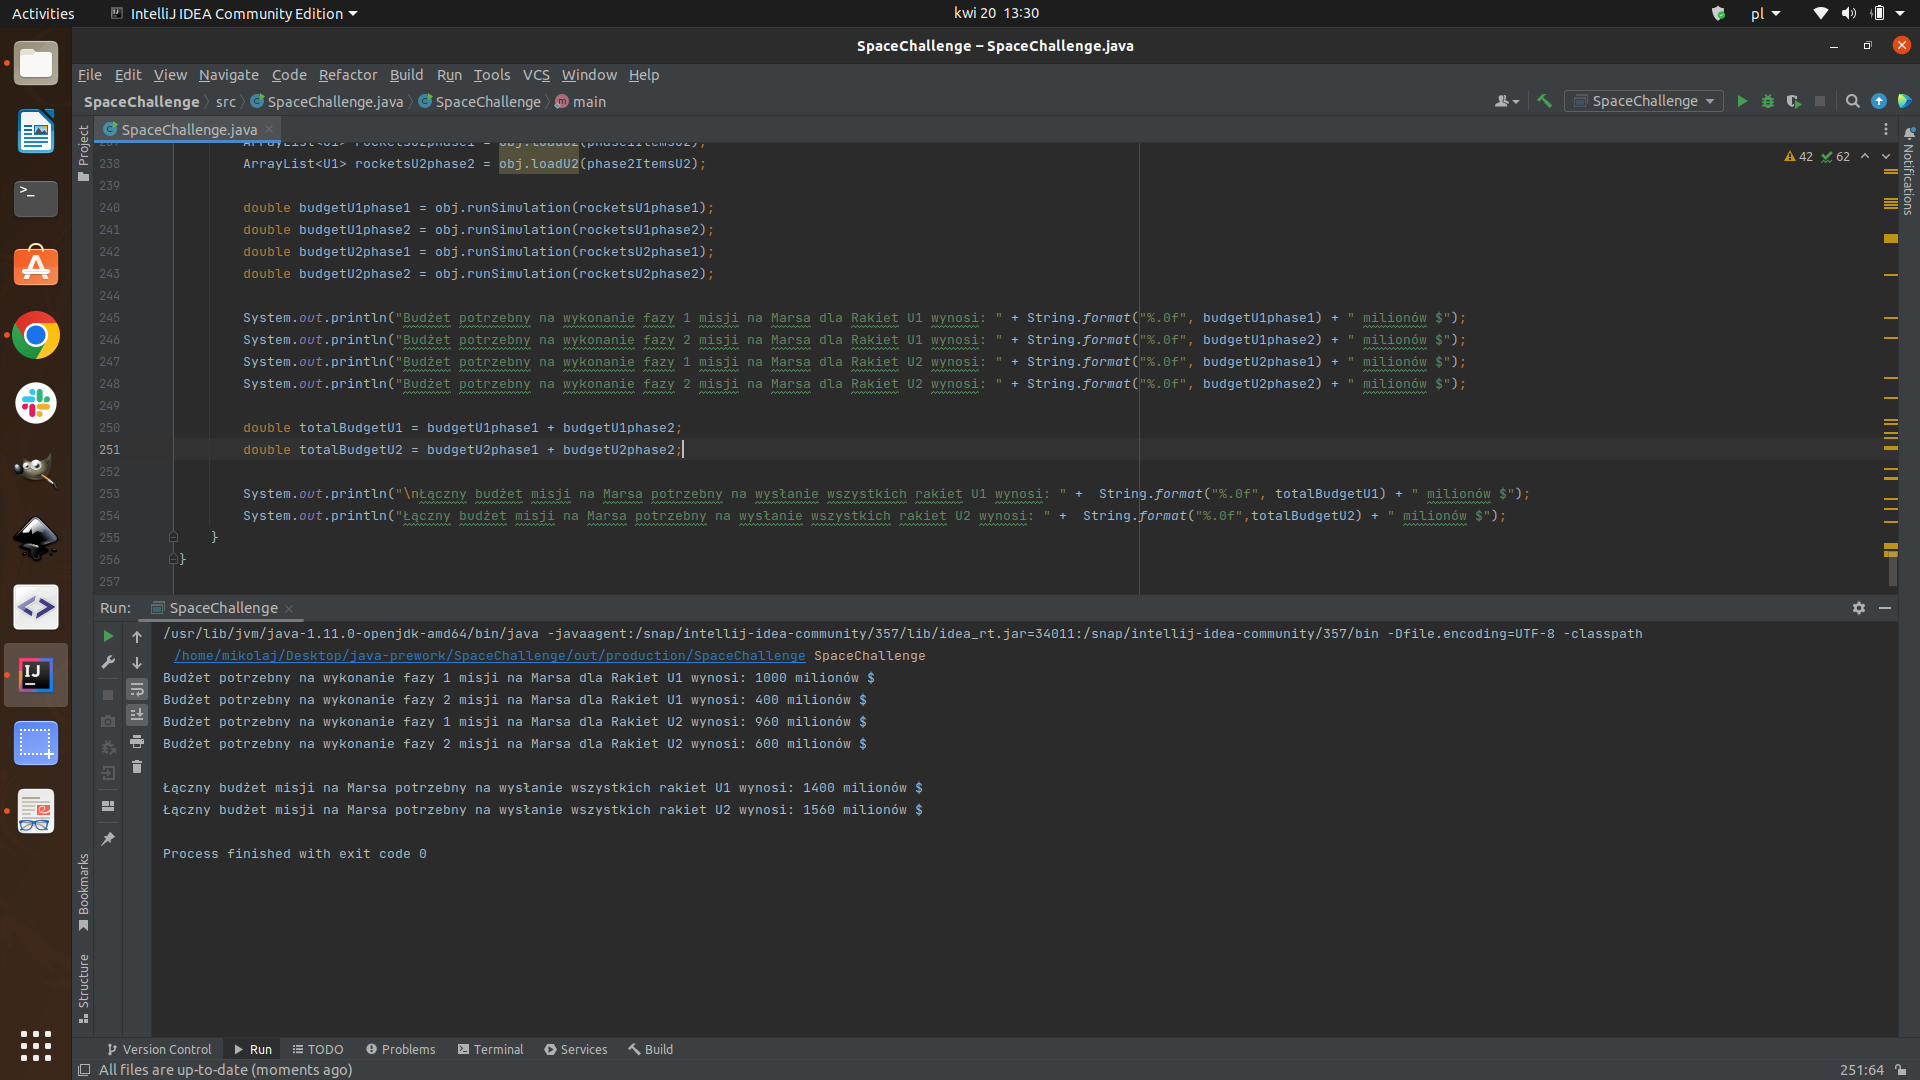 Activities
IntelliJ IDEA Community Edition
kwi 20 13:30
pl
SpaceChallenge – SpaceChallenge.java
File Edit View Navigate Code Refactor Build Run Tools VCS Window Help
SpaceChallenge src SpaceChallenge.java SpaceChallenge main
SpaceChallenge
Project
SpaceChallenge.java
Notifications
42 62
238 ArrayList<U1> rocketsU2phase2 = obj.loadU2(phase2ItemsU2);
239
240 double budgetU1phase1 = obj.runSimulation(rocketsU1phase1);
241 double budgetU1phase2 = obj.runSimulation(rocketsU1phase2);
242 double budgetU2phase1 = obj.runSimulation(rocketsU2phase1);
243 double budgetU2phase2 = obj.runSimulation(rocketsU2phase2);
244
245 System.out.println("Budżet potrzebny na wykonanie fazy 1 misji na Marsa dla Rakiet U1 wynosi: " + String.format("%.0f", budgetU1phase1) + " milionów $");
246 System.out.println("Budżet potrzebny na wykonanie fazy 2 misji na Marsa dla Rakiet U1 wynosi: " + String.format("%.0f", budgetU1phase2) + " milionów $");
247 System.out.println("Budżet potrzebny na wykonanie fazy 1 misji na Marsa dla Rakiet U2 wynosi: " + String.format("%.0f", budgetU2phase1) + " milionów $");
248 System.out.println("Budżet potrzebny na wykonanie fazy 2 misji na Marsa dla Rakiet U2 wynosi: " + String.format("%.0f", budgetU2phase2) + " milionów $");
249
250 double totalBudgetU1 = budgetU1phase1 + budgetU1phase2;
251 double totalBudgetU2 = budgetU2phase1 + budgetU2phase2;
252
253 System.out.println("\nŁączny budżet misji na Marsa potrzebny na wysłanie wszystkich rakiet U1 wynosi: " +  String.format("%.0f", totalBudgetU1) + " milionów $");
254 System.out.println("Łączny budżet misji na Marsa potrzebny na wysłanie wszystkich rakiet U2 wynosi: " +  String.format("%.0f",totalBudgetU2) + " milionów $");
255 }
256 }
257
Run: SpaceChallenge
/usr/lib/jvm/java-1.11.0-openjdk-amd64/bin/java -javaagent:/snap/intellij-idea-community/357/lib/idea_rt.jar=34011:/snap/intellij-idea-community/357/bin -Dfile.encoding=UTF-8 -classpath
/home/mikolaj/Desktop/java-prework/SpaceChallenge/out/production/SpaceChallenge SpaceChallenge
Budżet potrzebny na wykonanie fazy 1 misji na Marsa dla Rakiet U1 wynosi: 1000 milionów $
Budżet potrzebny na wykonanie fazy 2 misji na Marsa dla Rakiet U1 wynosi: 400 milionów $
Budżet potrzebny na wykonanie fazy 1 misji na Marsa dla Rakiet U2 wynosi: 960 milionów $
Budżet potrzebny na wykonanie fazy 2 misji na Marsa dla Rakiet U2 wynosi: 600 milionów $
Łączny budżet misji na Marsa potrzebny na wysłanie wszystkich rakiet U1 wynosi: 1400 milionów $
Łączny budżet misji na Marsa potrzebny na wysłanie wszystkich rakiet U2 wynosi: 1560 milionów $
Process finished with exit code 0
Bookmarks
Structure
Version Control Run TODO Problems Terminal Services Build
All files are up-to-date (moments ago)
251:64